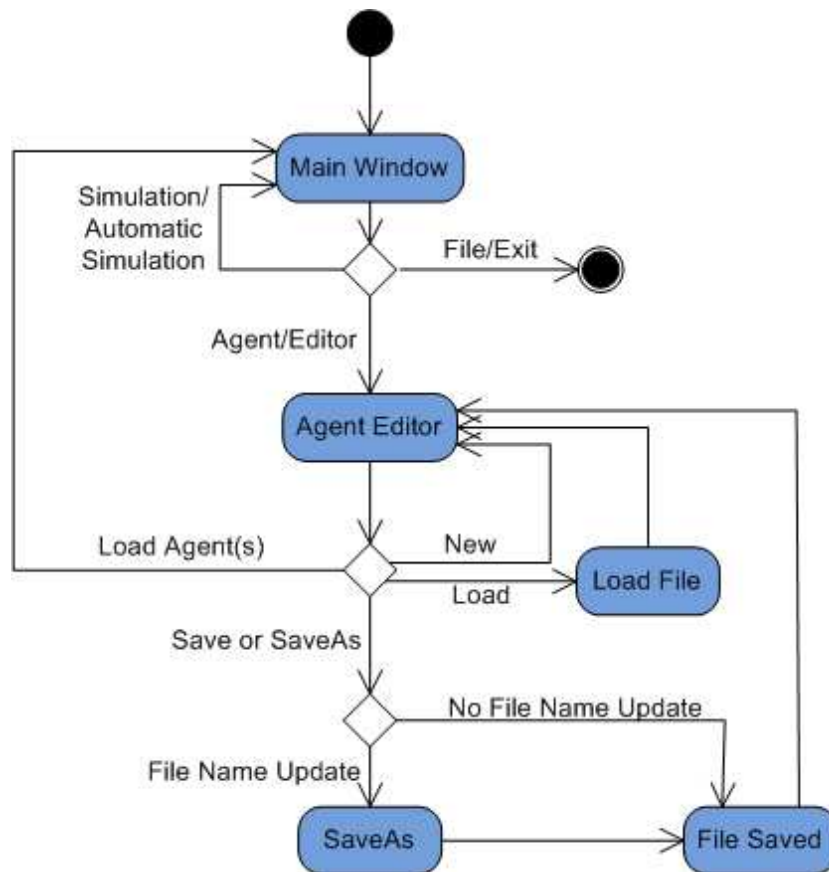 Main Window
Simulation/
Automatic
Simulation
File/Exit
Agent/Editor
Agent Editor
Load Agent(s)
New
Load
Load File
Save or SaveAs
No File Name Update
File Name Update
SaveAs
File Saved